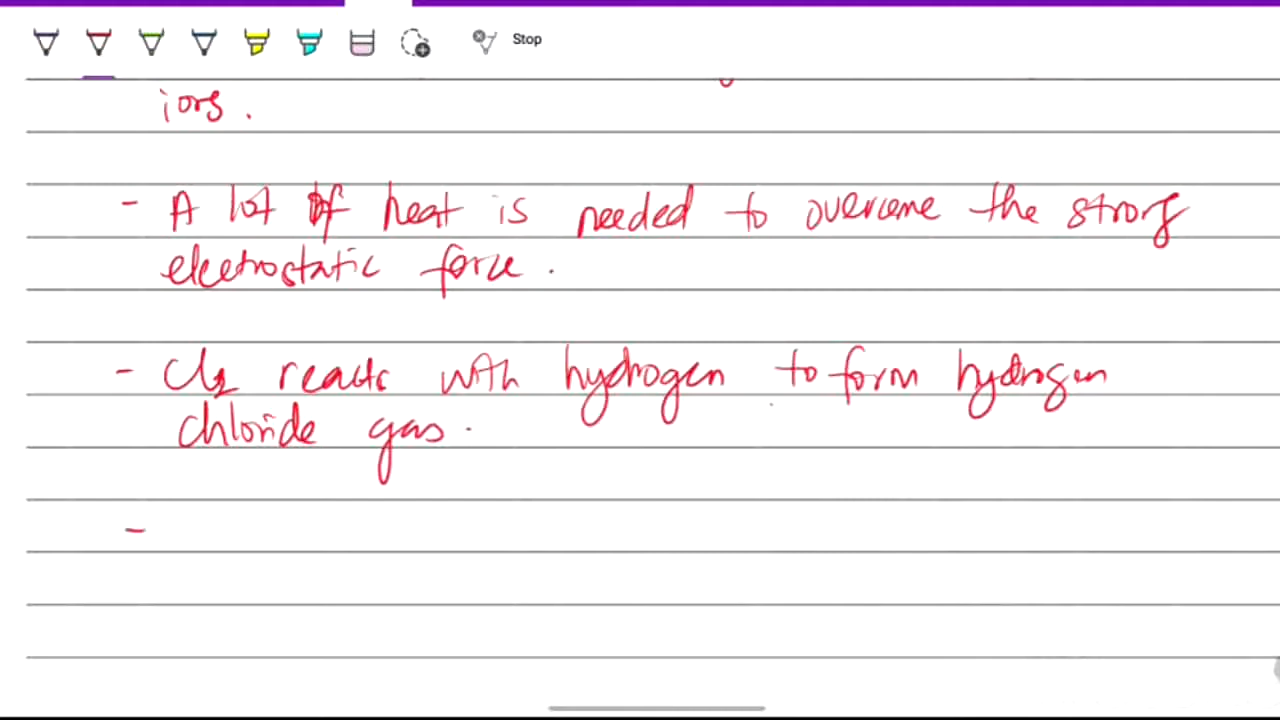 Stop
ions.
- A lot of heat is needed to overcome the strong
electrostatic force.
- Cl2 reacts with hydrogen to form hydrogen
chloride gas.
-